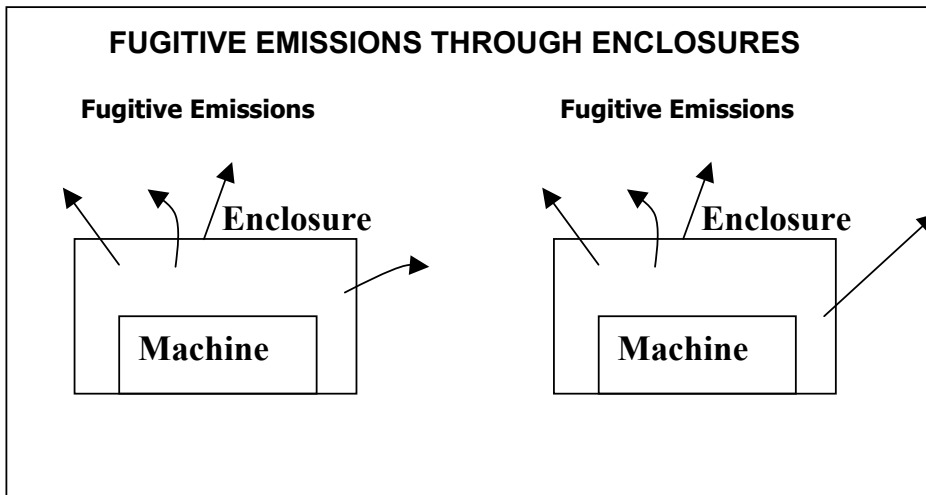 FUGITIVE EMISSIONS THROUGH ENCLOSURES
Fugitive Emissions
Fugitive Emissions
Enclosure
Enclosure
Machine
Machine